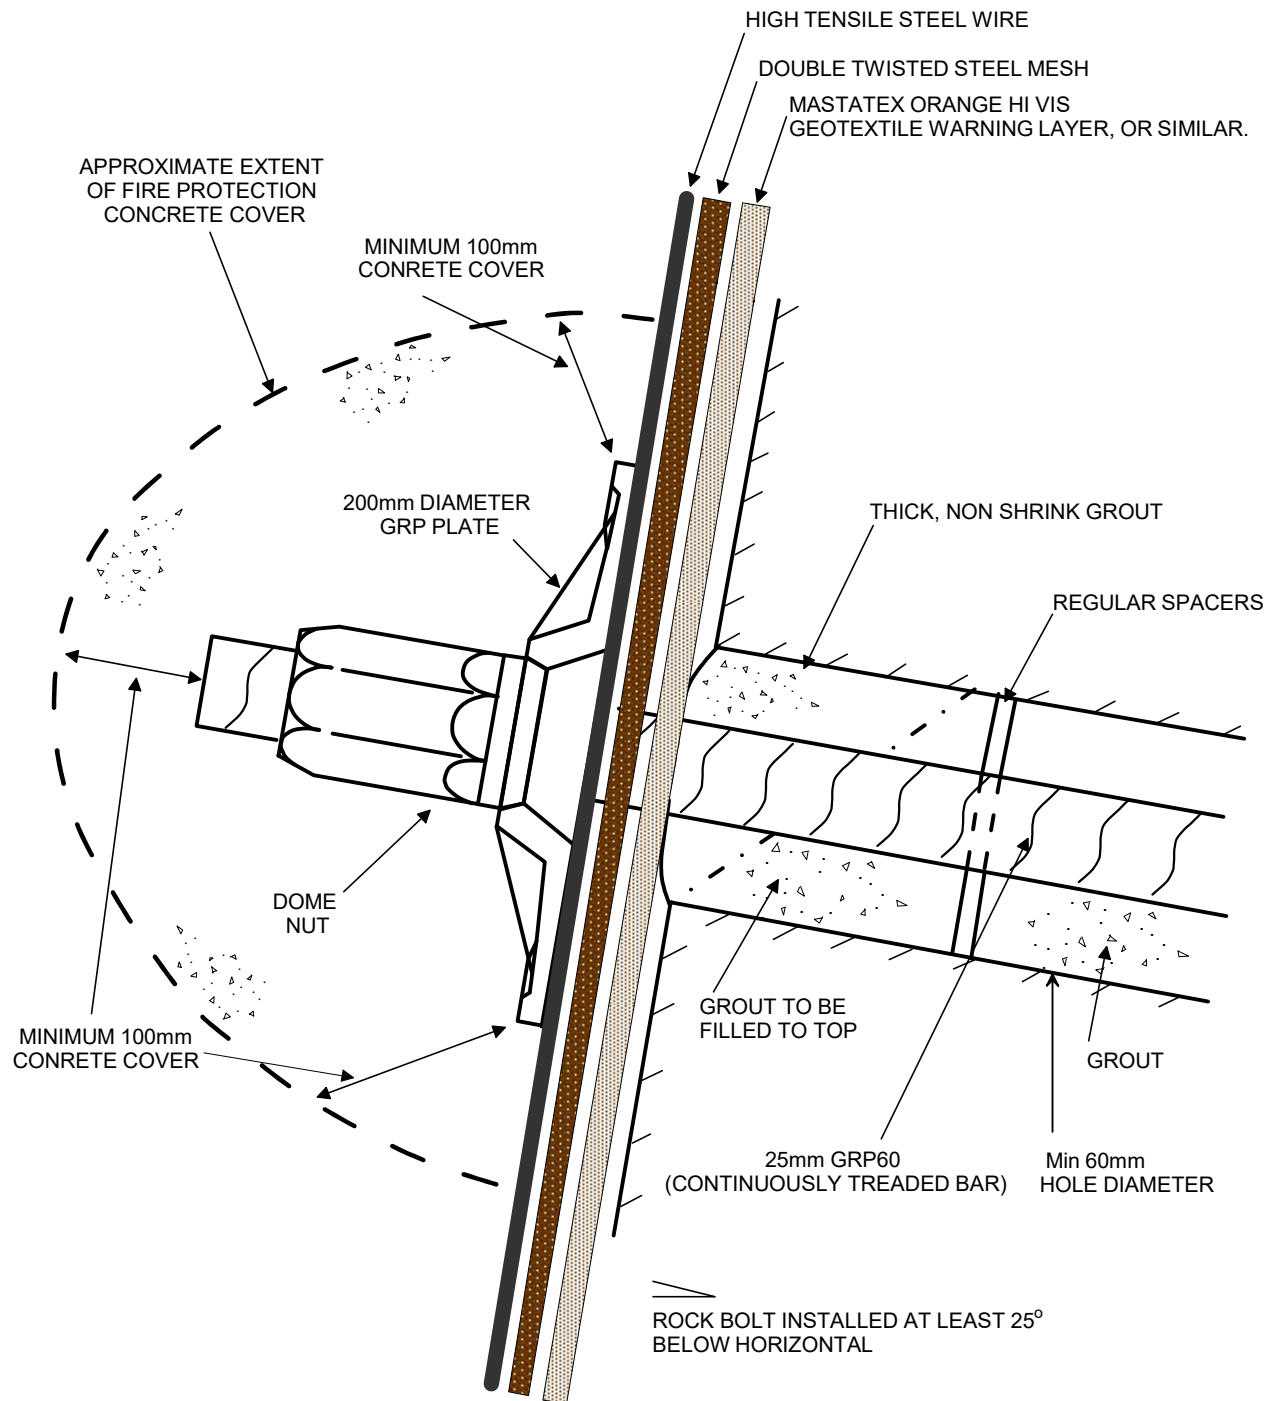 HIGH TENSILE STEEL WIRE
DOUBLE TWISTED STEEL MESH
MASTATEX ORANGE HI VIS
GEOTEXTILE WARNING LAYER, OR SIMILAR.
APPROXIMATE EXTENT
OF FIRE PROTECTION
CONCRETE COVER
MINIMUM 100mm
CONRETE COVER
200mm DIAMETER
GRP PLATE
THICK, NON SHRINK GROUT
REGULAR SPACERS
DOME
NUT
GROUT TO BE
FILLED TO TOP
MINIMUM 100mm
CONRETE COVER
GROUT
25mm GRP60
(CONTINUOUSLY TREADED BAR)
Min 60mm
HOLE DIAMETER
ROCK BOLT INSTALLED AT LEAST 25º
BELOW HORIZONTAL